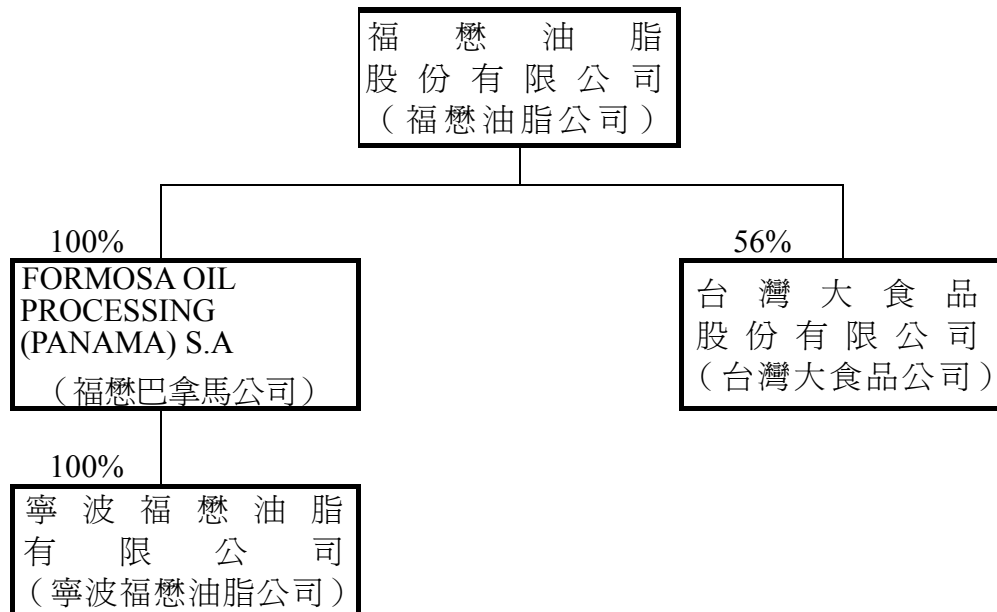 福懋油脂
股份有限公司
（福懋油脂公司）
100%
56%
FORMOSA OIL
PROCESSING
(PANAMA) S.A
（福懋巴拿馬公司）
台灣大食品
股份有限公司
（台灣大食品公司）
100%
寧波福懋油脂
有限公司
（寧波福懋油脂公司）